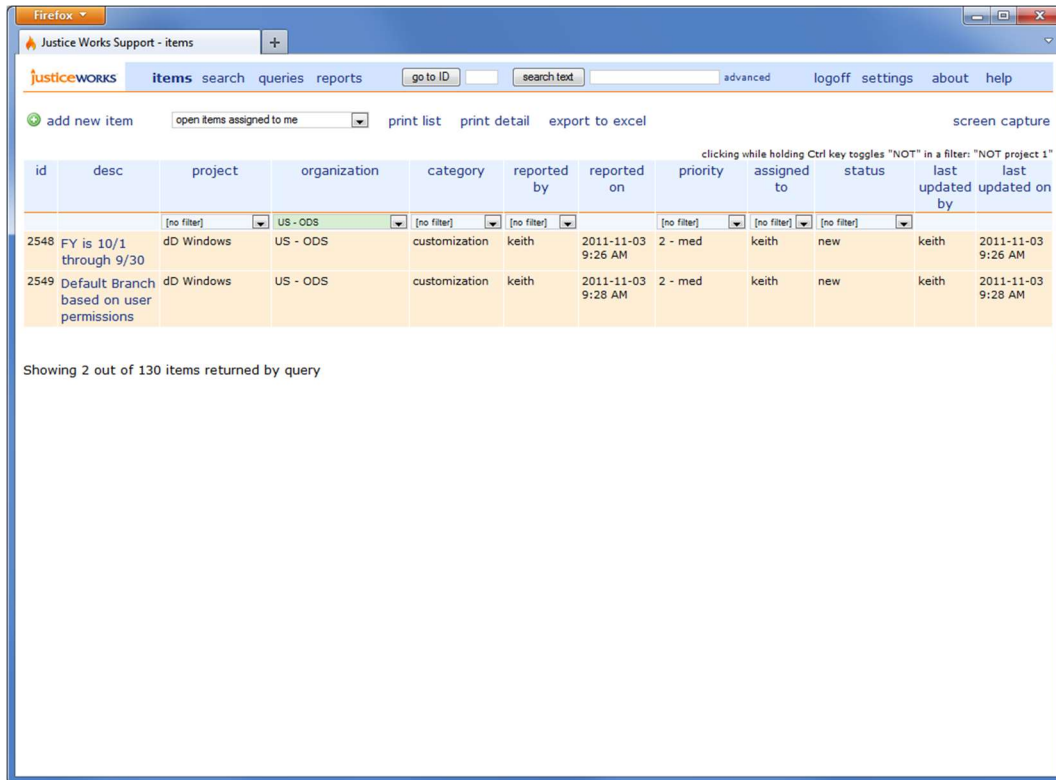 Firefox
Justice Works Support - items
justiceworks items search queries reports go to ID search text advanced logoff settings about help
add new item open items assigned to me print list print detail export to excel screen capture
clicking while holding Ctrl key toggles "NOT" in a filter: "NOT project 1"
id desc project organization category reported by reported on priority assigned to status last updated by last updated on
[no filter] US - ODS [no filter] [no filter] [no filter] [no filter] [no filter]
2548 FY is 10/1 through 9/30 dD Windows US - ODS customization keith 2011-11-03 9:26 AM 2 - med keith new keith 2011-11-03 9:26 AM
2549 Default Branch based on user permissions dD Windows US - ODS customization keith 2011-11-03 9:28 AM 2 - med keith new keith 2011-11-03 9:28 AM
Showing 2 out of 130 items returned by query